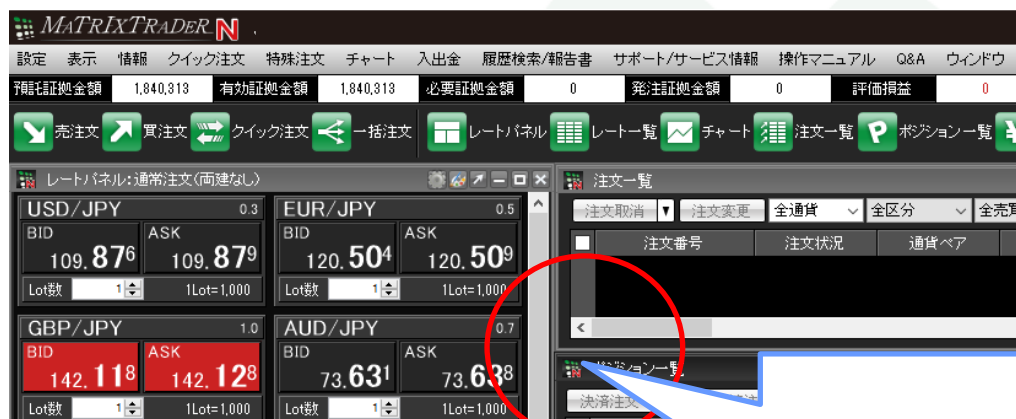 MATRIXTRADER N
設定 表示 情報 クイック注文 特殊注文 チャート 入出金 履歴検索/報告書 サポート/サービス情報 操作マニュアル Q&A ウィンドウ
預託証拠金額 1,840,313 有効証拠金額 1,840,313 必要証拠金額 0 発注証拠金額 0 評価損益 0
売注文 買注文 クイック注文 一括注文 レートパネル レート一覧 チャート 注文一覧 ポジション一覧 ¥
レートパネル:通常注文(両建なし)
USD/JPY 0.3
BID ASK
109.876 109.879
Lot数 1 1Lot=1,000
EUR/JPY 0.5
BID ASK
120.504 120.509
Lot数 1 1Lot=1,000
GBP/JPY 1.0
BID ASK
142.118 142.128
Lot数 1 1Lot=1,000
AUD/JPY 0.7
BID ASK
73.631 73.638
Lot数 1 1Lot=1,000
注文一覧
注文取消 注文変更 全通貨 全区分 全売買
注文番号 注文状況 通貨ペア
ポジション一覧
決済注文